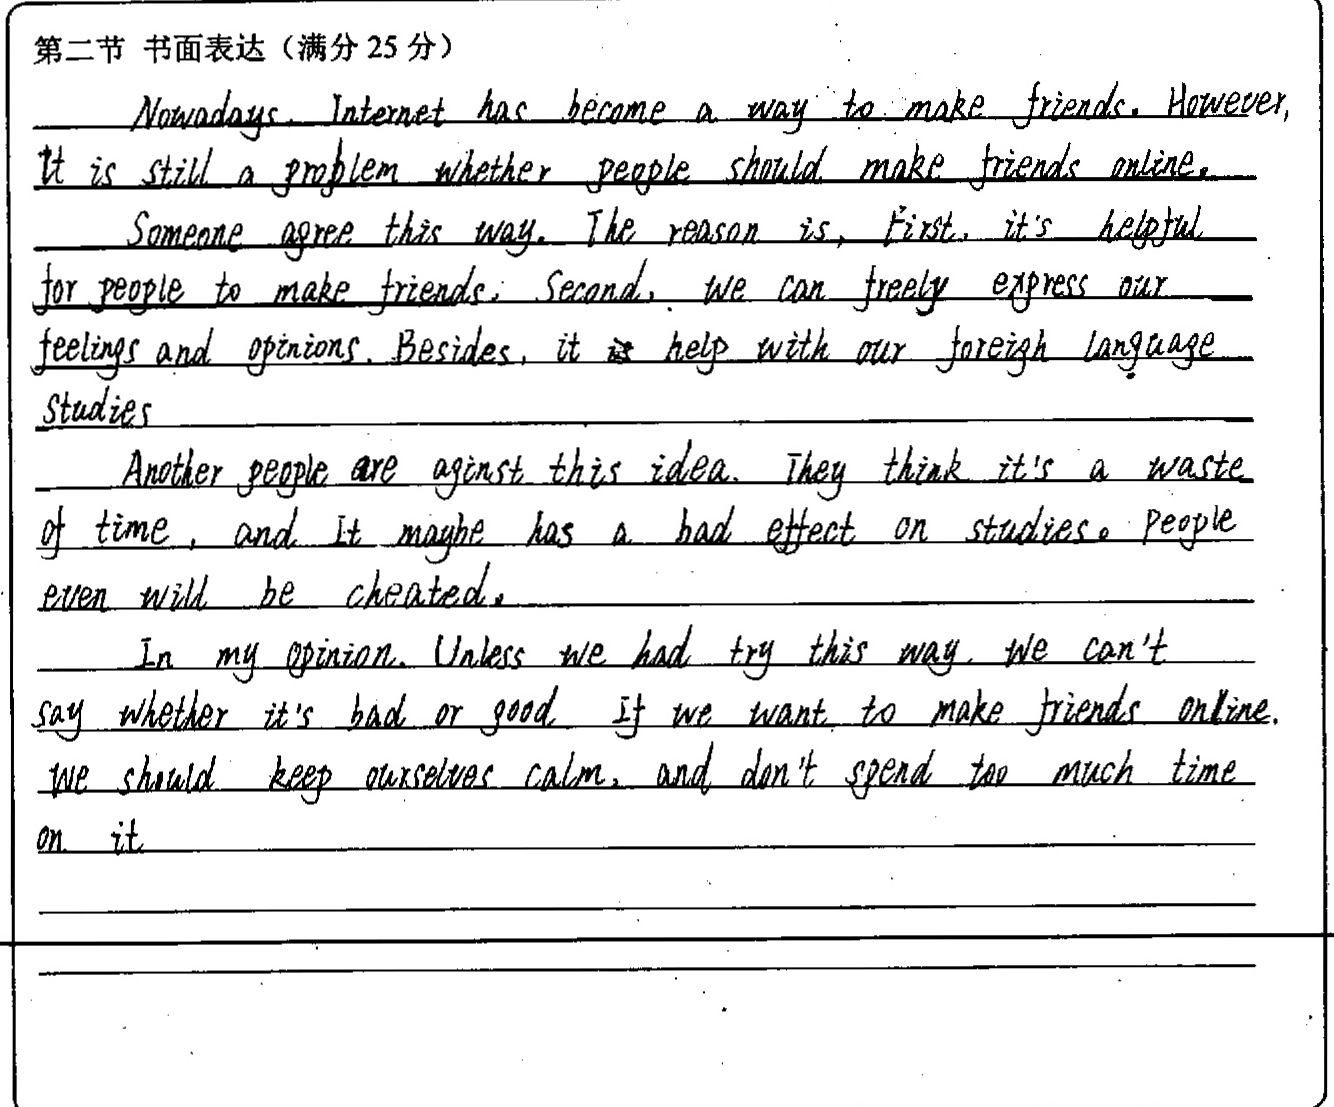 第二节 书面表达（满分 25 分）
Nowadays. Internet has become a way to make friends. However,
It is still a problem whether people should make friends online.
Someone agree this way. The reason is, First, it's helpful
for people to make friends. Second, we can freely express our
feelings and opinions. Besides, it is help with our foreigh language
studies
Another people are aginst this idea. They think it's a waste
of time, and It maybe has a bad effect on studies. people
even will be cheated.
In my opinion. Unless we had try this way. We can't
say whether it's bad or good If we want to make friends online.
We should keep ourselves calm, and don't spend too much time
on it